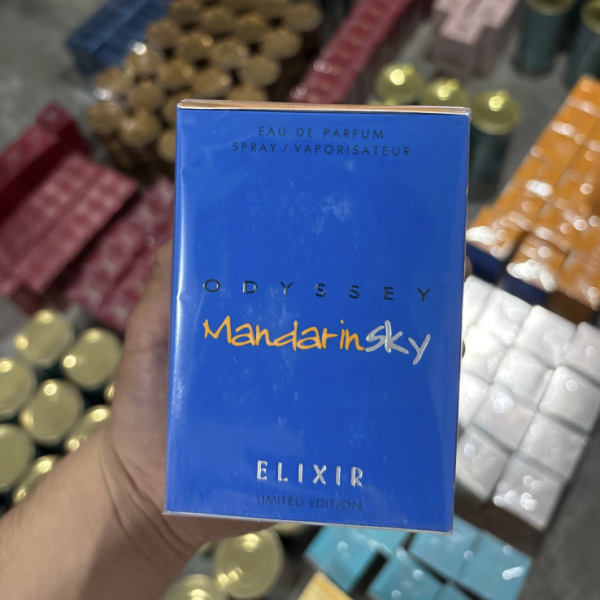 EAU DE PARFUM
SPRAY / VAPORISATEUR
ODYSSEY
Mandarinsky
ELIXIR
LIMITED EDITION